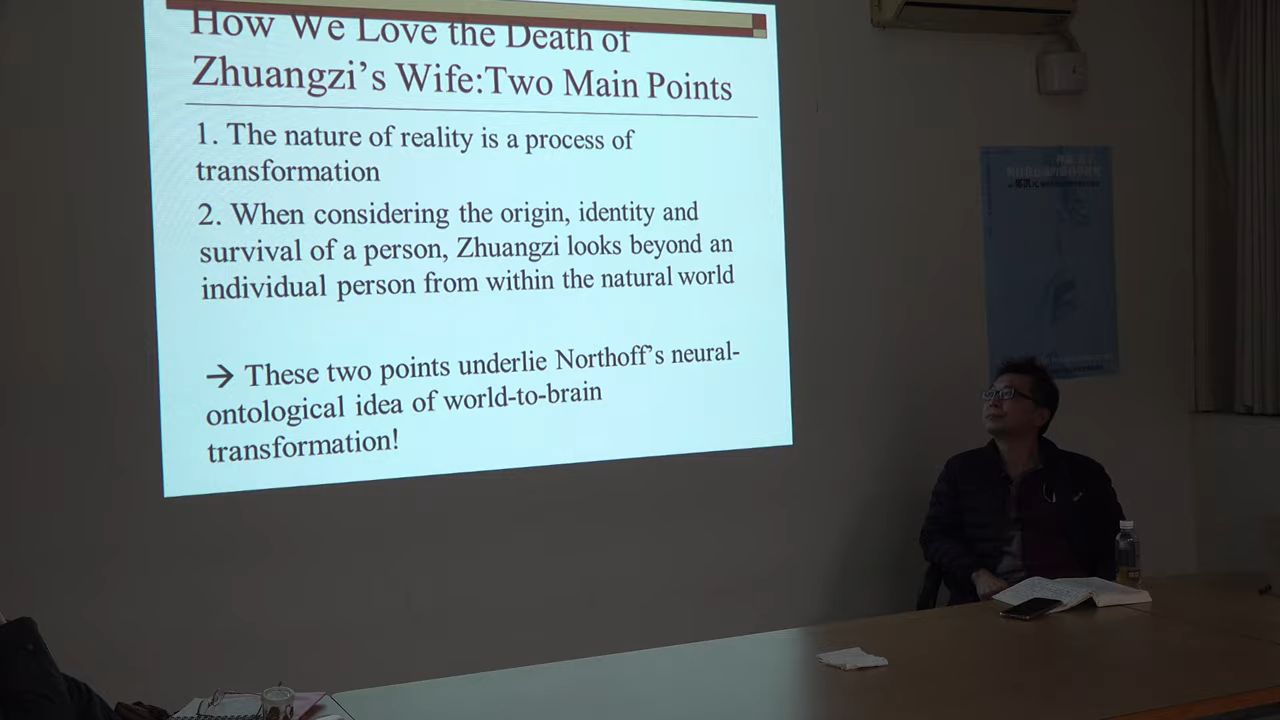 How We Love the Death of
Zhuangzi’s Wife:Two Main Points
1. The nature of reality is a process of
transformation
2. When considering the origin, identity and
survival of a person, Zhuangzi looks beyond an
individual person from within the natural world
→ These two points underlie Northoff’s neural-
ontological idea of world-to-brain
transformation!